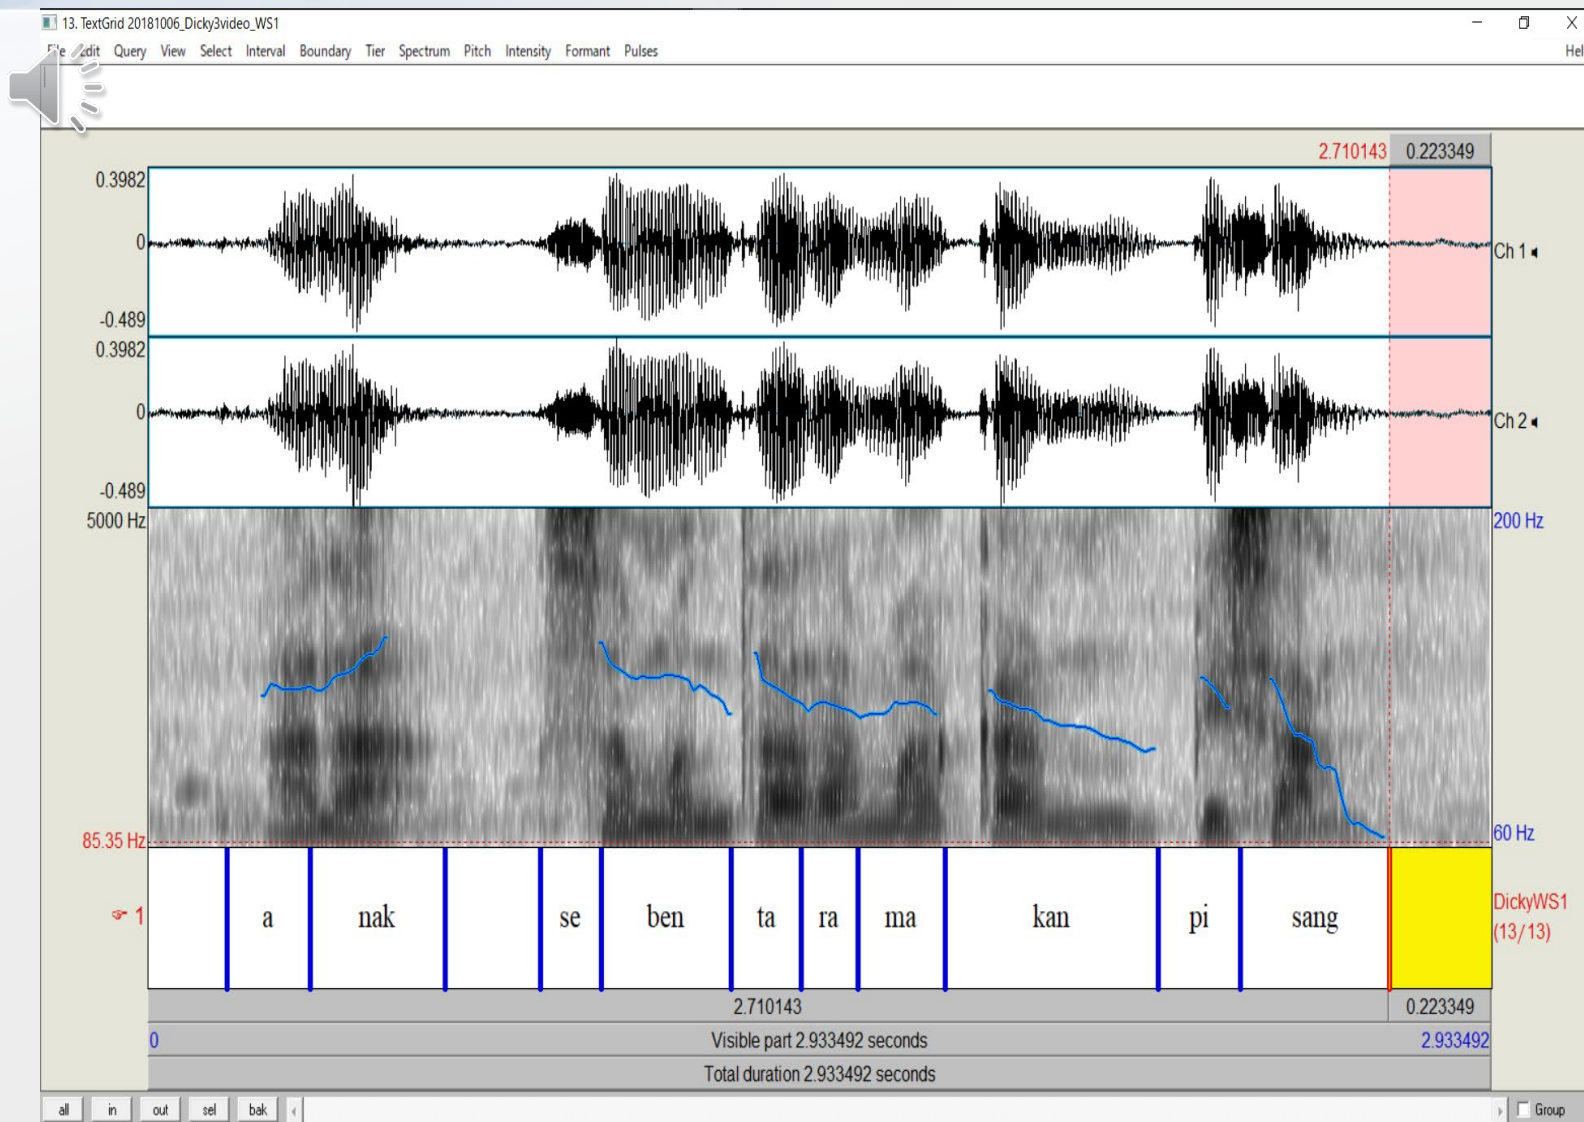 13. TextGrid 20181006_Dicky3video_WS1
Edit Query View Select Interval Boundary Tier Spectrum Pitch Intensity Formant Pulses Hel
2.710143 0.223349
0.3982
0
-0.489
Ch 1
0.3982
0
-0.489
Ch 2
5000 Hz 200 Hz
85.35 Hz 60 Hz
1 a nak se ben ta ra ma kan pi sang DickyWS1
(13/13)
2.710143 0.223349
0 Visible part 2.933492 seconds 2.933492
Total duration 2.933492 seconds
all in out sel bak Group